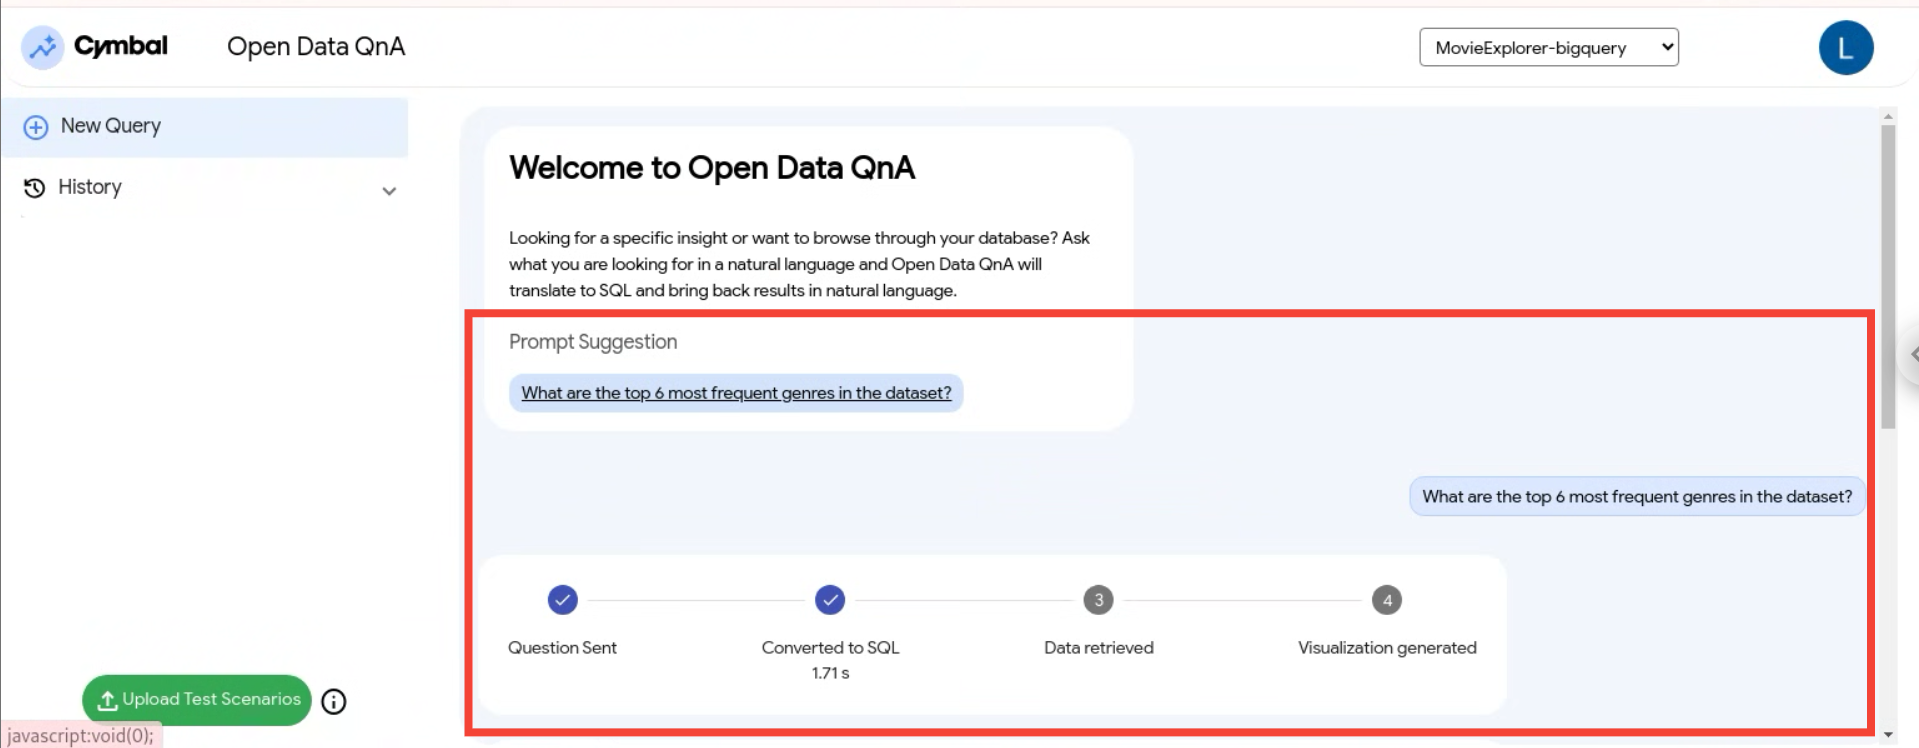 Cymbal
Open Data QnA
MovieExplorer-bigquery
L
New Query
History
Welcome to Open Data QnA
Looking for a specific insight or want to browse through your database? Ask
what you are looking for in a natural language and Open Data QnA will
translate to SQL and bring back results in natural language.
Prompt Suggestion
What are the top 6 most frequent genres in the dataset?
What are the top 6 most frequent genres in the dataset?
3
4
Question Sent
Converted to SQL
1.71 s
Data retrieved
Visualization generated
Upload Test Scenarios
javascript:void(0);